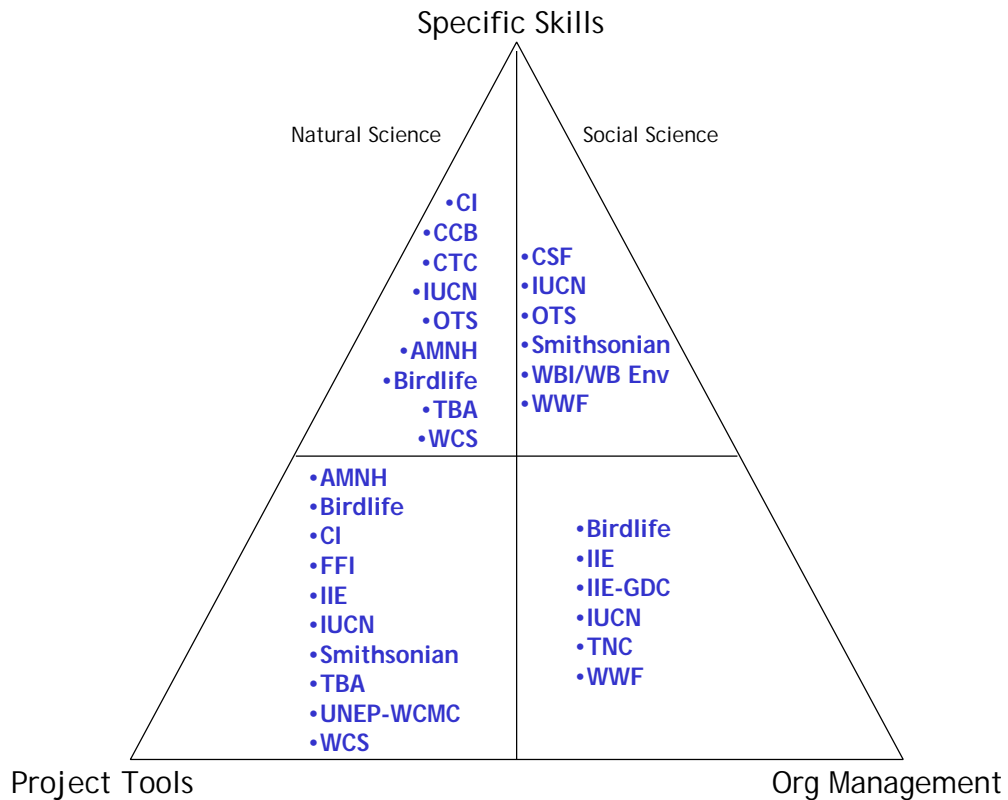 Specific Skills
Natural Science
Social Science
•CI
•CCB
•CTC
•IUCN
•OTS
•AMNH
•Birdlife
•TBA
•WCS
•CSF
•IUCN
•OTS
•Smithsonian
•WBI/WB Env
•WWF
•AMNH
•Birdlife
•CI
•FFI
•IIE
•IUCN
•Smithsonian
•TBA
•UNEP-WCMC
•WCS
•Birdlife
•IIE
•IIE-GDC
•IUCN
•TNC
•WWF
Project Tools
Org Management